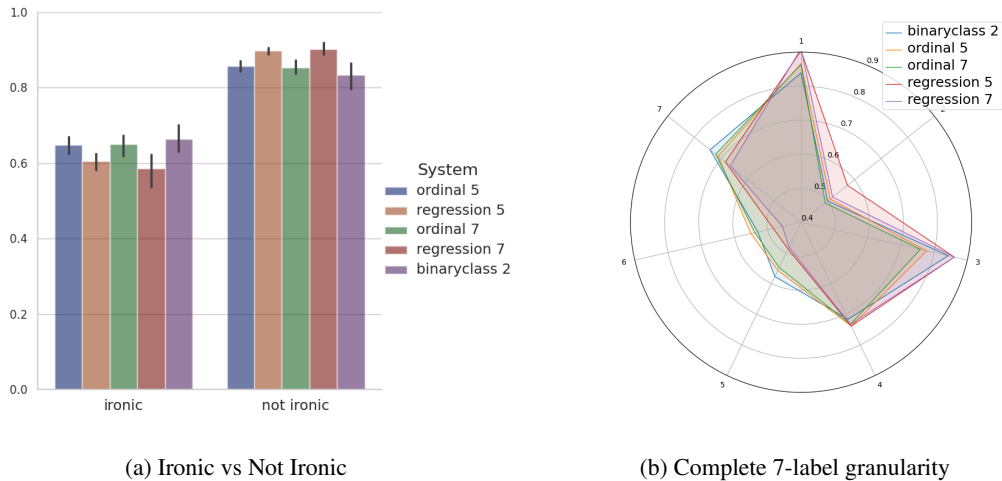 1.0
0.8
0.6
0.4
0.2
0.0
ironic
not ironic
System
ordinal 5
regression 5
ordinal 7
regression 7
binaryclass 2
(a) Ironic vs Not Ironic
binaryclass 2
ordinal 5
ordinal 7
regression 5
regression 7
1
0.9
0.8
0.7
0.6
0.5
0.4
7
6
3
5
4
(b) Complete 7-label granularity